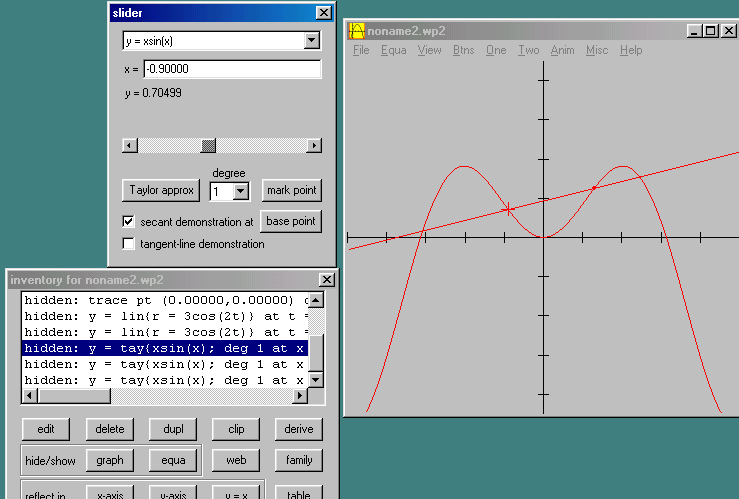 slider
y = xsin(x)
x = -0.90000
y = 0.70499
degree
Taylor approx 1 mark point
secant demonstration at base point
tangent-line demonstration
noname2.wp2
File Equa View Btns One Two Anim Misc Help
inventory for noname2.wp2
hidden: trace pt (0.00000,0.00000)
hidden: y = lin{r = 3cos(2t)} at t =
hidden: y = lin{r = 3cos(2t)} at t =
hidden: y = tay{xsin(x); deg 1 at x
hidden: y = tay{xsin(x); deg 1 at x
hidden: y = tay{xsin(x); deg 1 at x
edit delete dupl clip derive
hide/show graph equa web family
reflect in x-axis y-axis y = x table